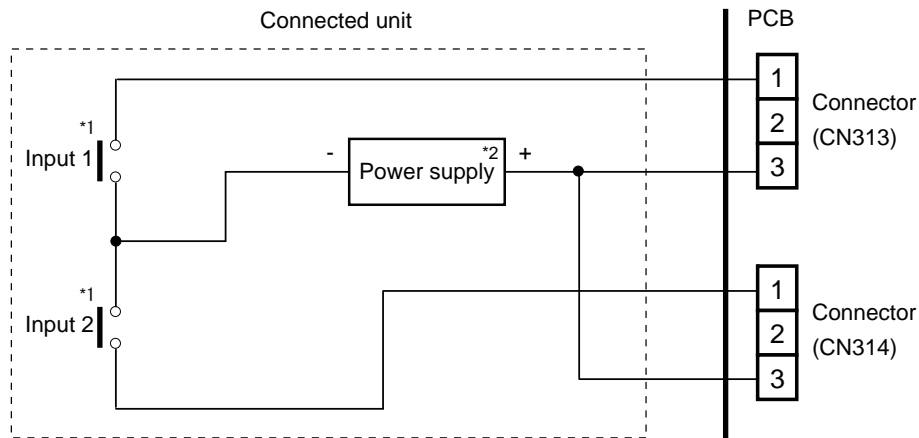 Connected unit
PCB
1
2
3
Connector
(CN313)
*1
Input 1
-
Power supply
*2
+
*1
Input 2
1
2
3
Connector
(CN314)